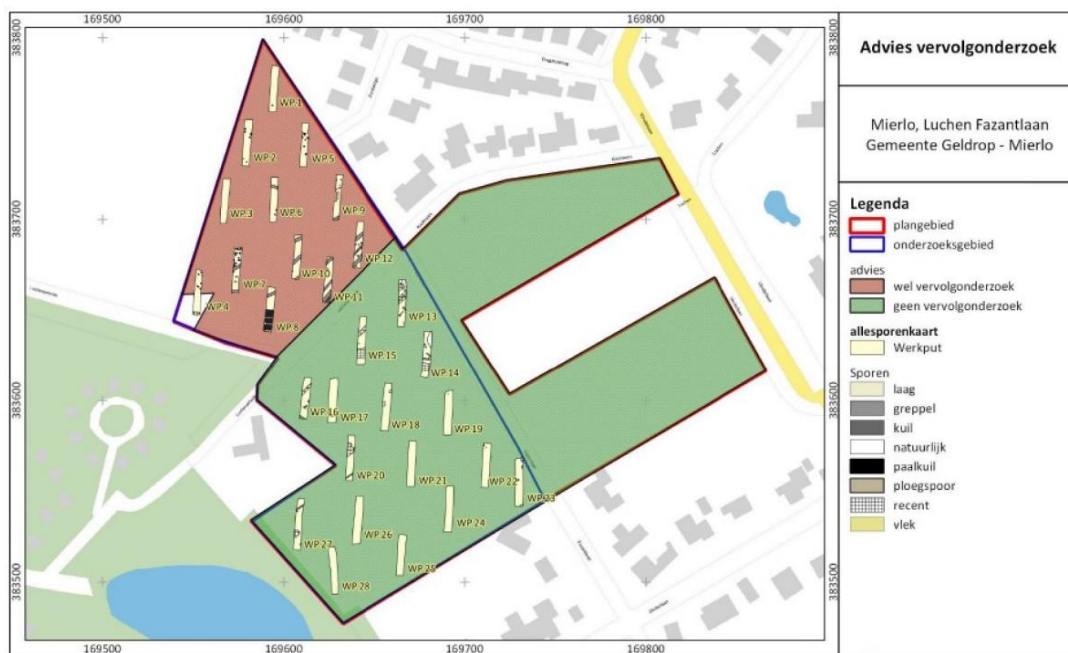 169500 169600 169700 169800
383800 383800
383700 383700
383600 383600
383500 383500
169500 169600 169700 169800
WP.1
WP.2
WP.5
WP.3
WP.6
WP.9
WP.12
WP.10
WP.7
WP.11
WP.4
WP.8
WP.13
WP.15
WP.14
WP.16
WP.17
WP.18
WP.19
WP.20
WP.21
WP.22
WP.23
WP.24
WP.26
WP.27
WP.25
WP.28
Advies vervolgonderzoek
Mierlo, Luchen Fazantlaan
Gemeente Geldrop - Mierlo
Legenda
plangebied
onderzoeksgebied
advies
wel vervolgonderzoek
geen vervolgonderzoek
allesporenkaart
Werkput
Sporen
laag
greppel
kuil
natuurlijk
paalkuil
ploegspoor
recent
vlek